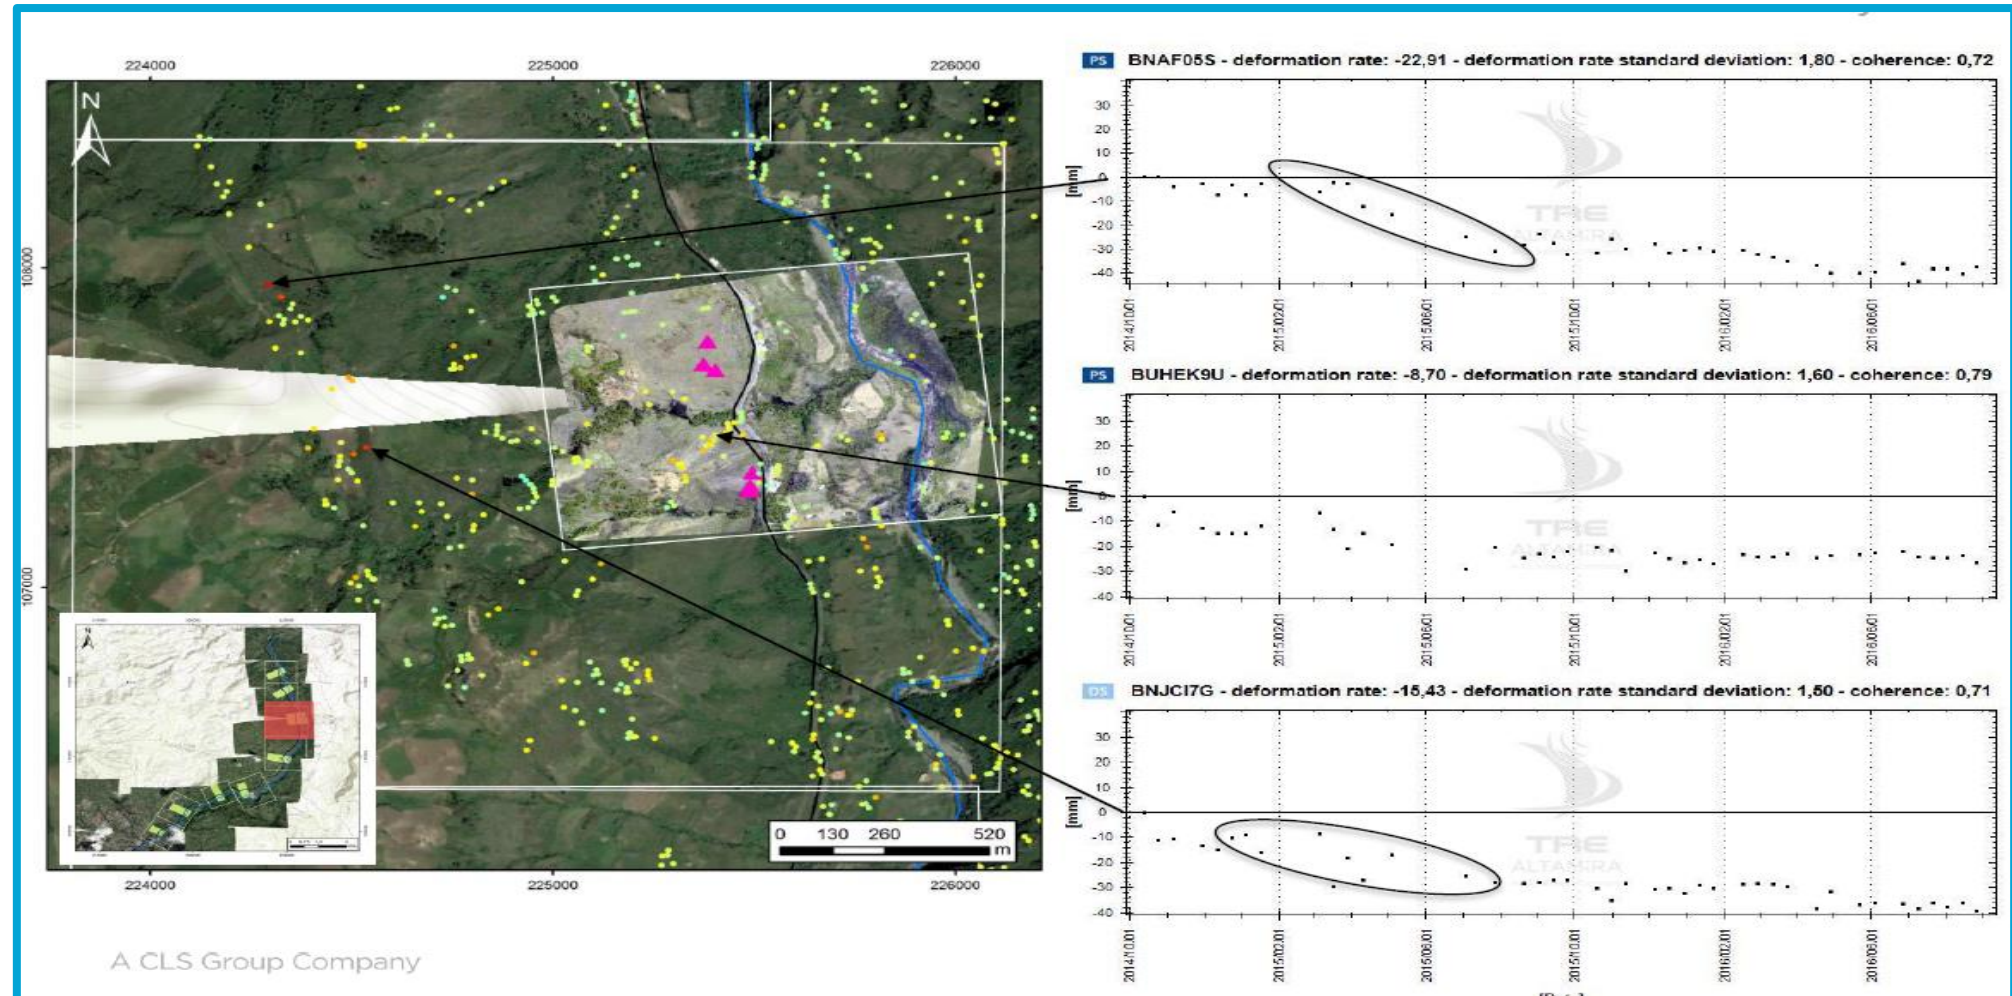 224000 225000 226000
N
108000
107000
0 130 260 520
m
224000 225000 226000
N
A CLS Group Company
PS BNAF05S - deformation rate: -22,91 - deformation rate standard deviation: 1,80 - coherence: 0,72
30
20
10
0
-10
-20
-30
-40
[mm]
TRE
ALTAMIRA
2014/10/01 2015/02/01 2015/06/01 2015/10/01 2016/02/01 2016/06/01
PS BUHEK9U - deformation rate: -8,70 - deformation rate standard deviation: 1,60 - coherence: 0,79
30
20
10
0
-10
-20
-30
-40
[mm]
TRE
ALTAMIRA
2014/10/01 2015/02/01 2015/06/01 2015/10/01 2016/02/01 2016/06/01
DS BNJCI7G - deformation rate: -15,43 - deformation rate standard deviation: 1,50 - coherence: 0,71
30
20
10
0
-10
-20
-30
-40
[mm]
TRE
ALTAMIRA
2014/10/01 2015/02/01 2015/06/01 2015/10/01 2016/02/01 2016/06/01